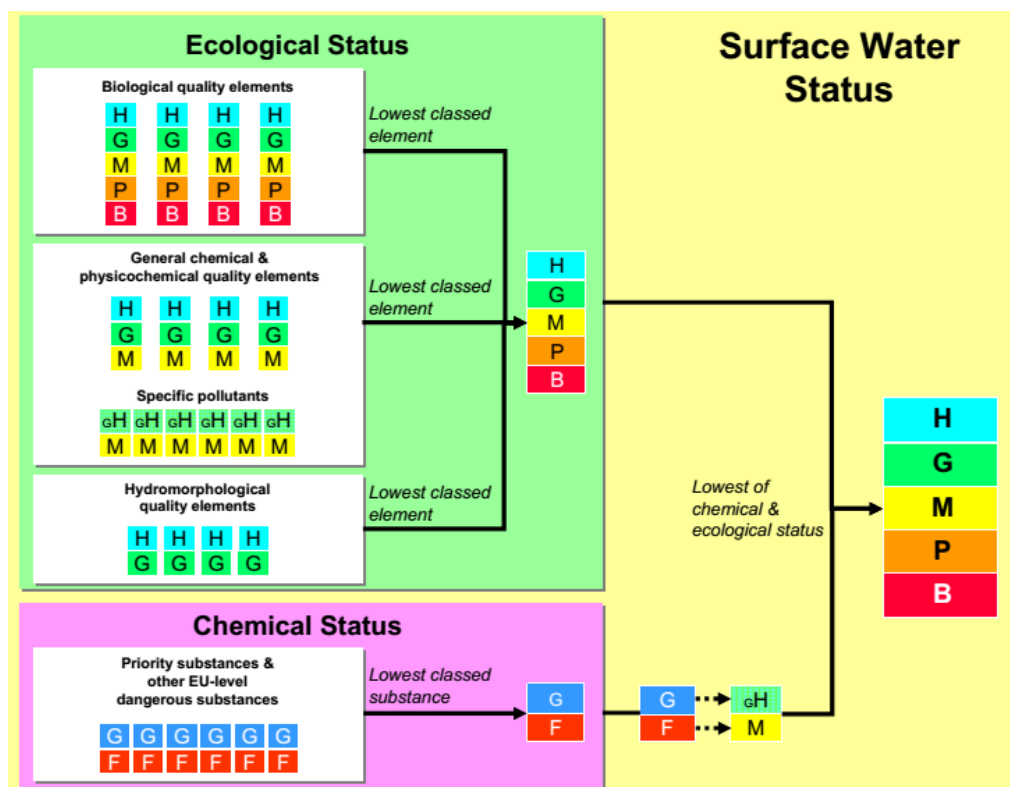 Surface Water
Status
Ecological Status
Biological quality elements
H H H H
G G G G
M M M M
P P P P
B B B B
Lowest classed
element
General chemical &
physicochemical quality elements
H H H H
G G G G
M M M M
Lowest classed
element
Specific pollutants
GH GH GH GH GH GH
M M M M M M
Hydromorphological
quality elements
H H H H
G G G G
Lowest classed
element
H
G
M
P
B
Chemical Status
Priority substances &
other EU-level
dangerous substances
G G G G G G
F F F F F F
Lowest classed
substance
G
F
G GH
F M
Lowest of
chemical &
ecological status
H
G
M
P
B